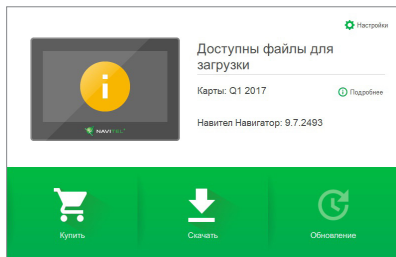 Настройки
Доступны файлы для
загрузки
Карты: Q1 2017
Подробнее
Навител Навигатор: 9.7.2493
NAVITEL
Купить
Скачать
Обновление